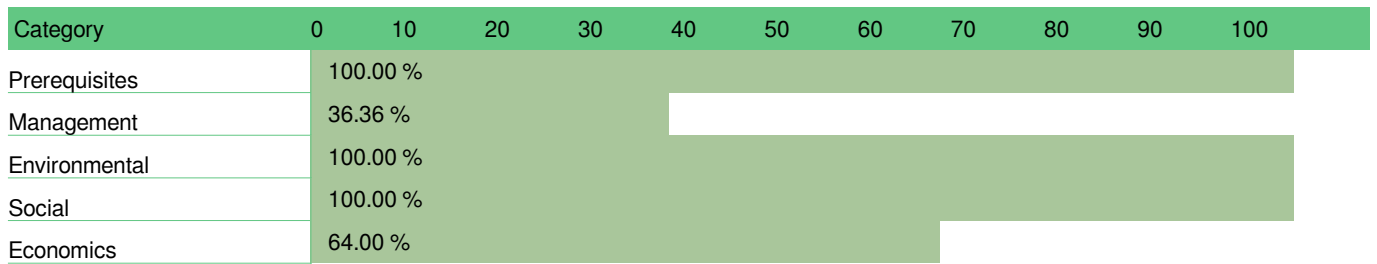 Category 0 10 20 30 40 50 60 70 80 90 100
Prerequisites 100.00 %
Management 36.36 %
Environmental 100.00 %
Social 100.00 %
Economics 64.00 %